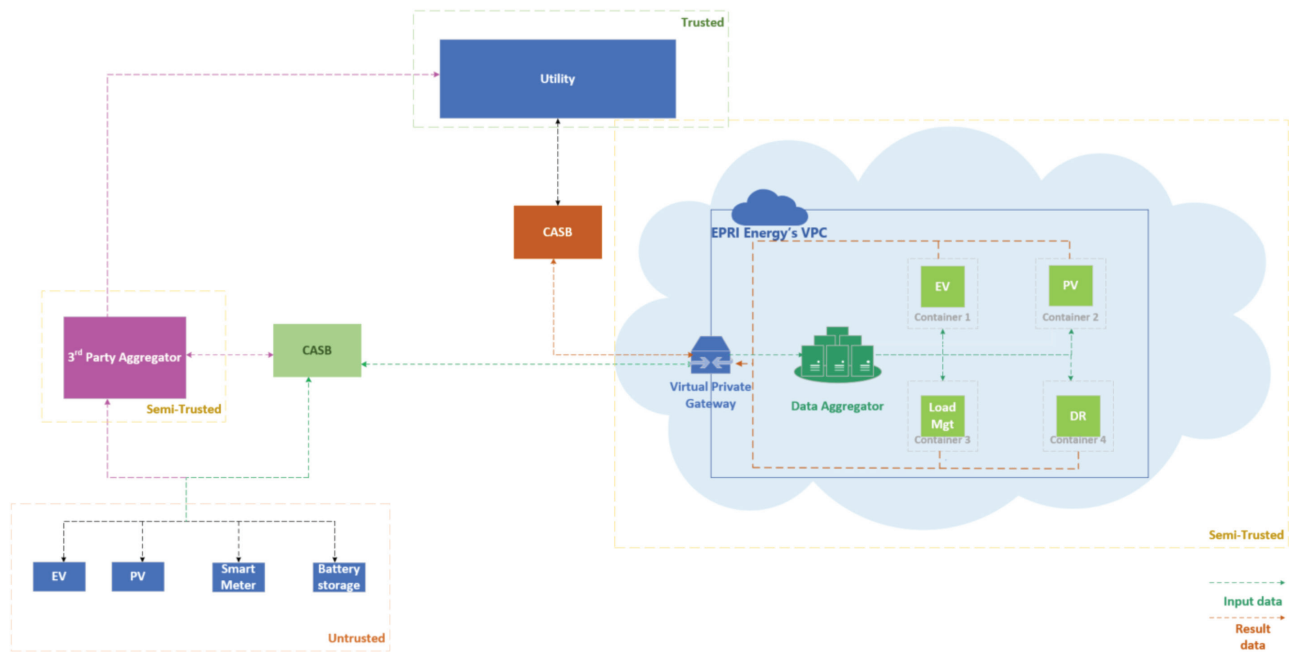 Trusted
Utility
CASB
EPRI Energy's VPC
EV
Container 1
PV
Container 2
3rd Party Aggregator
Semi-Trusted
CASB
Virtual Private
Gateway
Data Aggregator
Load
Mgt
Container 3
DR
Container 4
EV
PV
Smart
Meter
Battery
storage
Untrusted
Semi-Trusted
Input data
Result
data